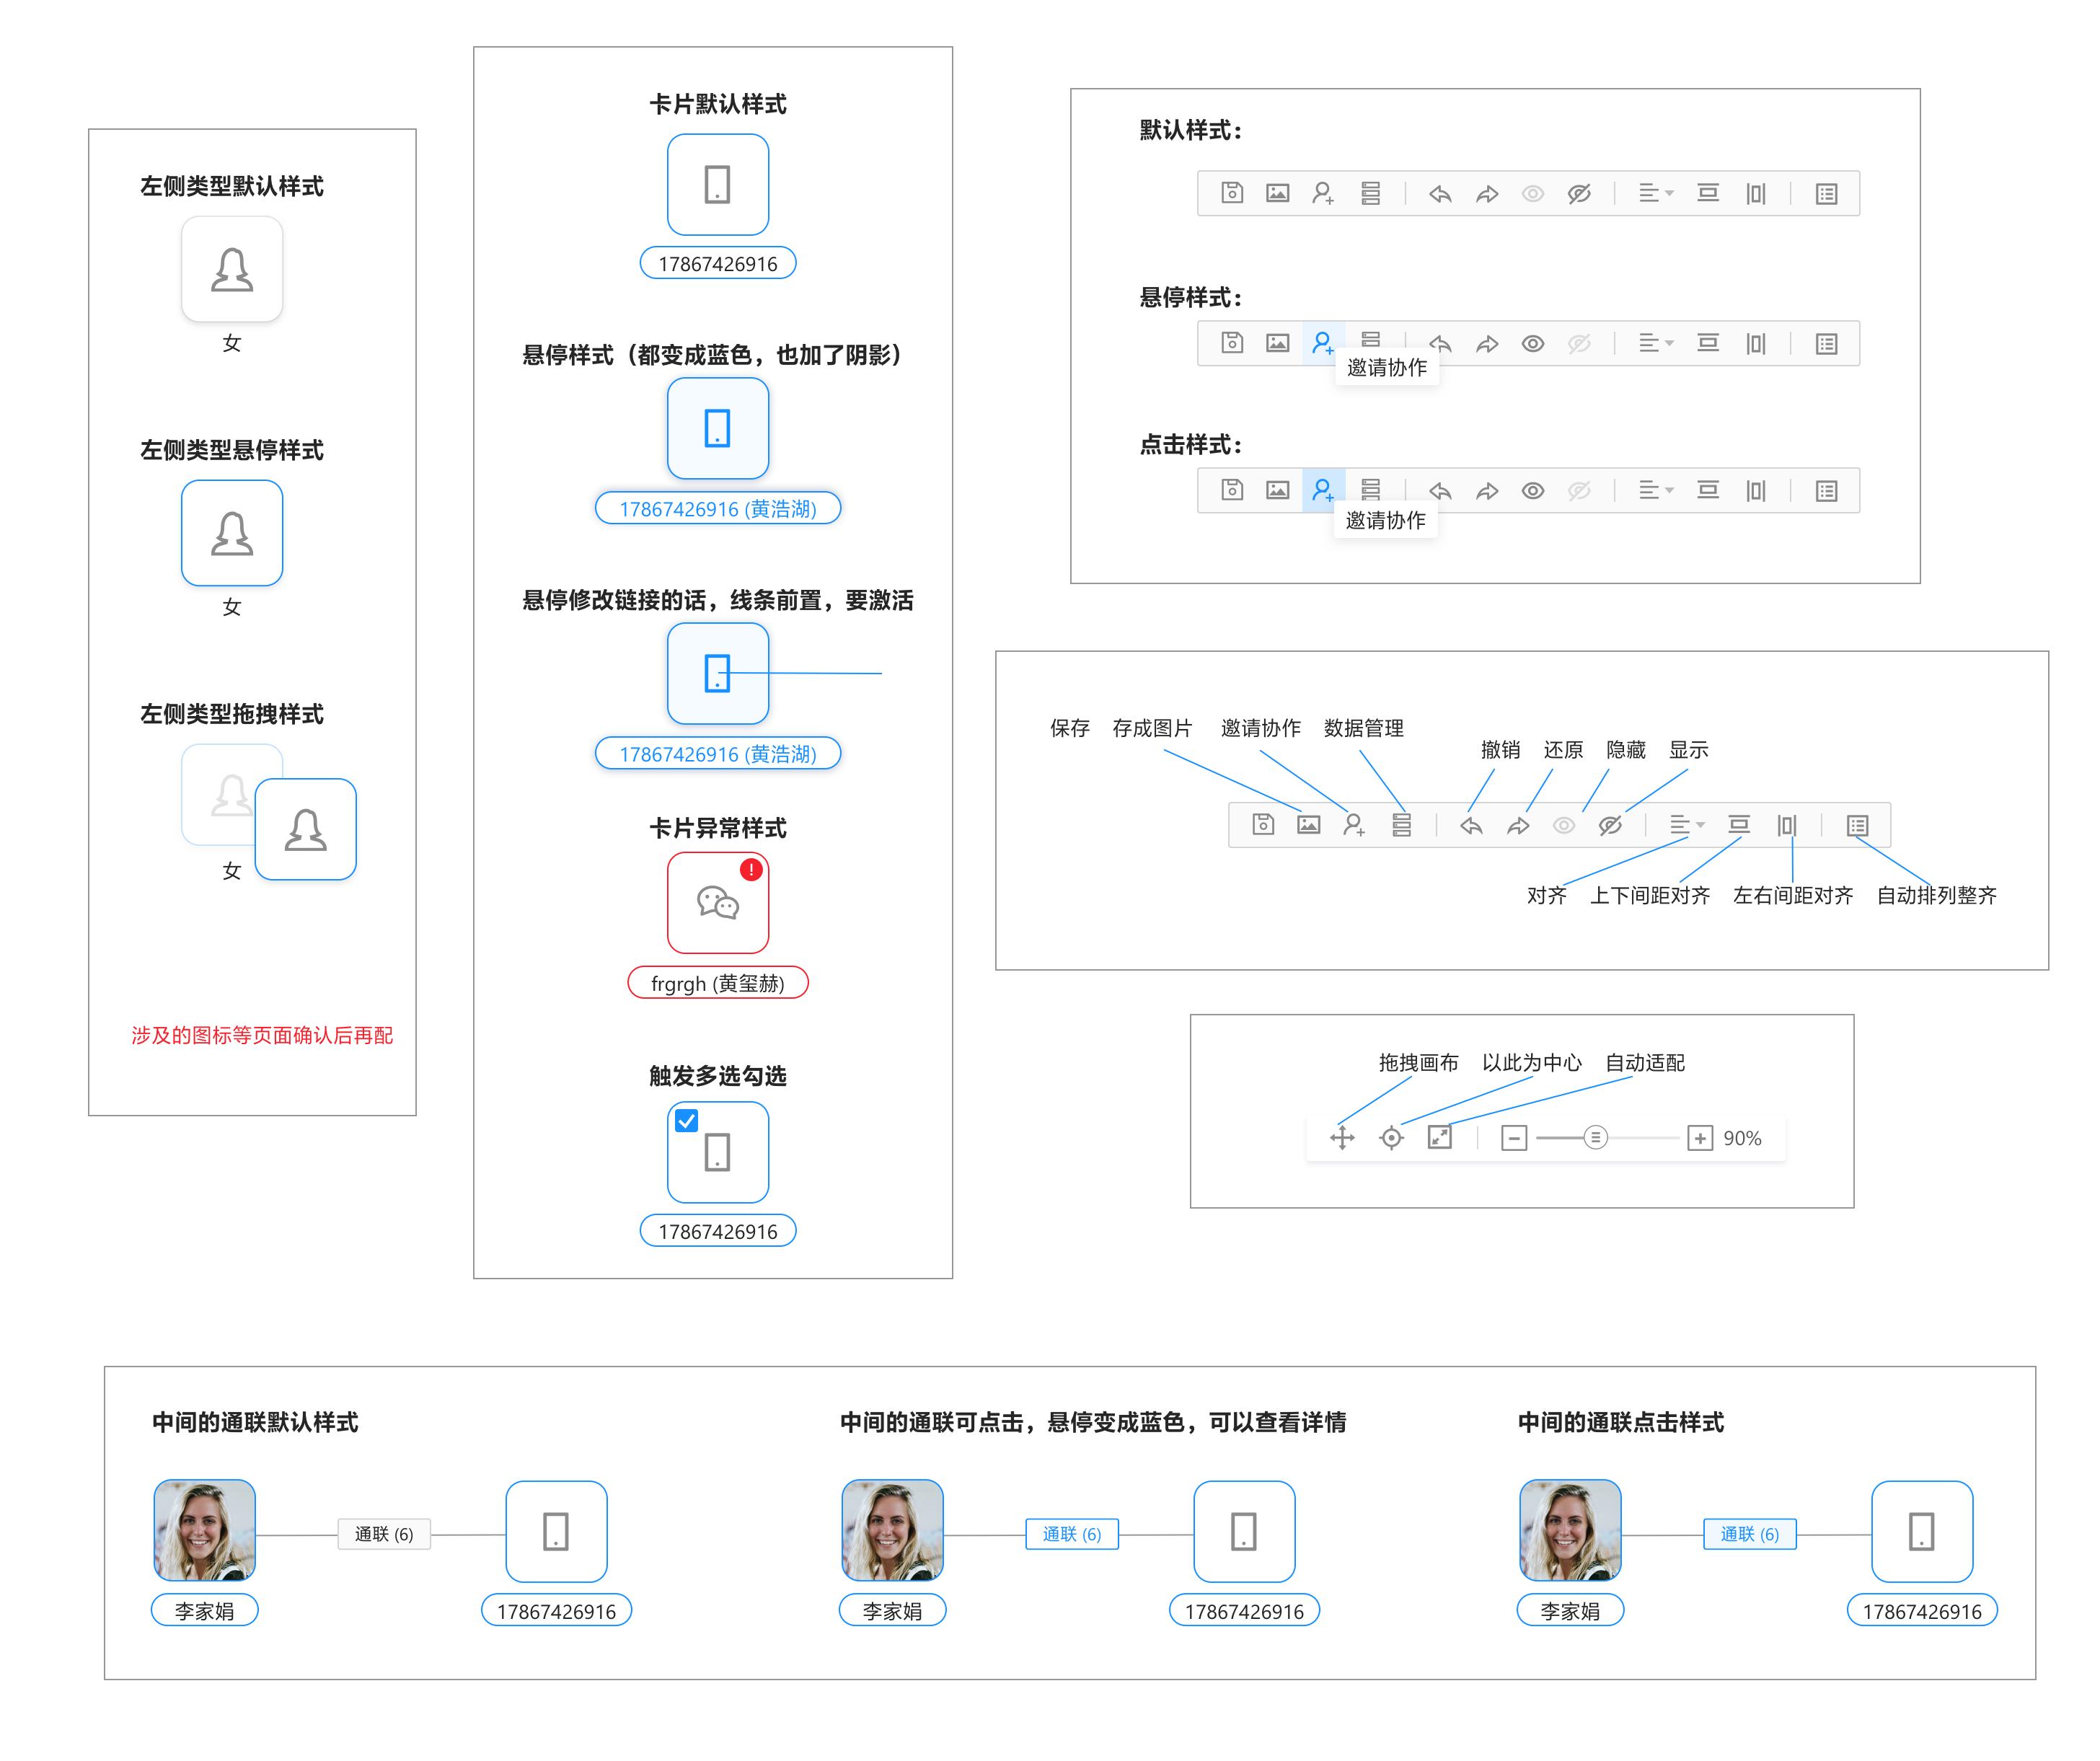 左侧类型默认样式
女
左侧类型悬停样式
女
左侧类型拖拽样式
女
涉及的图标等页面确认后再配
卡片默认样式
17867426916
悬停样式（都变成蓝色，也加了阴影）
17867426916 (黄浩湖)
悬停修改链接的话，线条前置，要激活
17867426916 (黄浩湖)
卡片异常样式
frgrgh (黄玺赫)
触发多选勾选
17867426916
默认样式：
悬停样式：
邀请协作
点击样式：
邀请协作
保存 存成图片 邀请协作 数据管理
撤销 还原 隐藏 显示
对齐 上下间距对齐 左右间距对齐 自动排列整齐
拖拽画布 以此为中心 自动适配
90%
中间的通联默认样式
通联 (6)
李家娟 17867426916
中间的通联可点击，悬停变成蓝色，可以查看详情
通联 (6)
李家娟 17867426916
中间的通联点击样式
通联 (6)
李家娟 17867426916